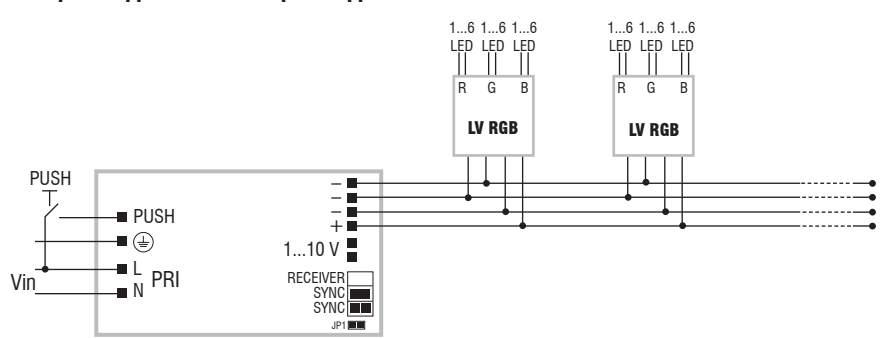 1...6 1...6 1...6
LED LED LED
R G B
LV RGB
1...6 1...6 1...6
LED LED LED
R G B
LV RGB
PUSH
PUSH
L
N
PRI
Vin
–
–
–
+
1...10 V
RECEIVER
SYNC
SYNC
JP1